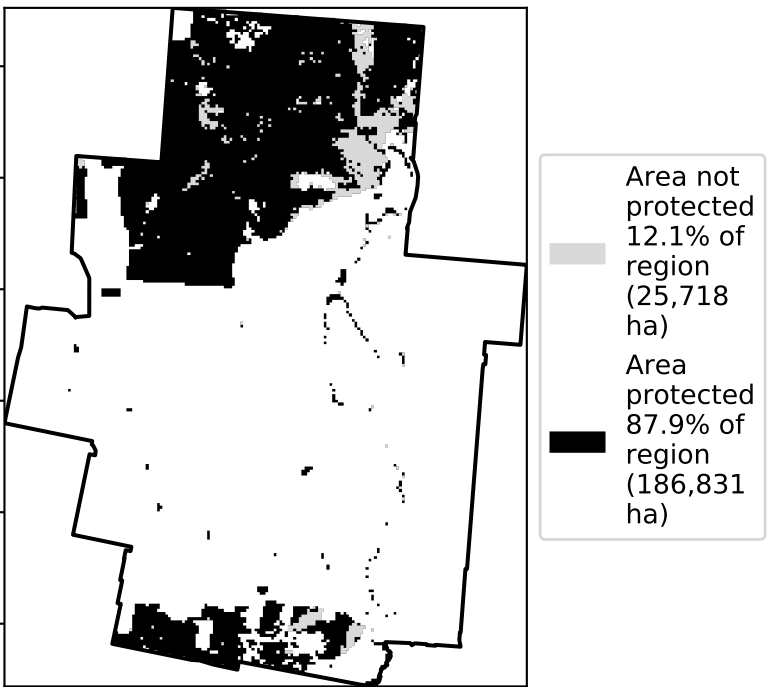 Area not
protected
12.1% of
region
(25,718
ha)
Area
protected
87.9% of
region
(186,831
ha)